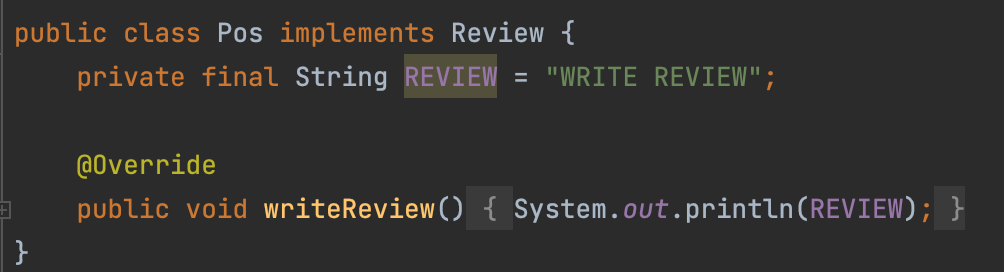 public class Pos implements Review {
private final String REVIEW = "WRITE REVIEW";
@Override
public void writeReview() { System.out.println(REVIEW); }
}